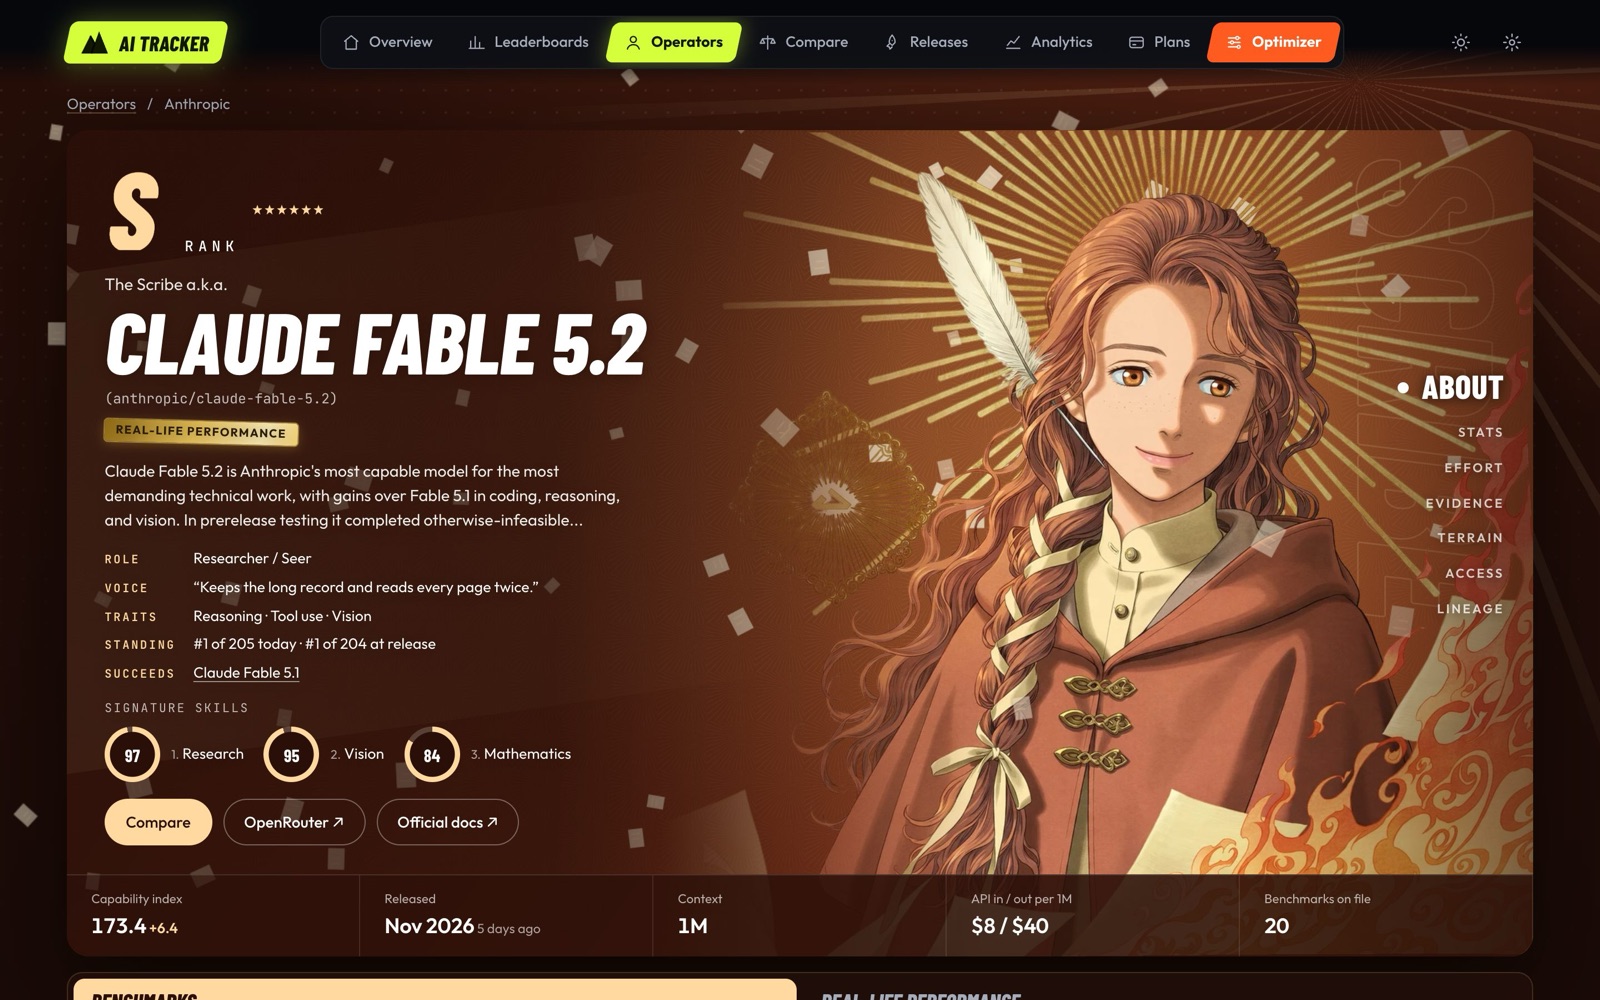 AI TRACKER
Overview
Leaderboards
Operators
Compare
Releases
Analytics
Plans
Optimizer
Operators / Anthropic
S RANK ★★★★★★
The Scribe a.k.a.
CLAUDE FABLE 5.2
(anthropic/claude-fable-5.2)
REAL-LIFE PERFORMANCE
Claude Fable 5.2 is Anthropic's most capable model for the most
demanding technical work, with gains over Fable 5.1 in coding, reasoning,
and vision. In prerelease testing it completed otherwise-infeasible...
ROLE Researcher / Seer
VOICE “Keeps the long record and reads every page twice.”
TRAITS Reasoning · Tool use · Vision
STANDING #1 of 205 today · #1 of 204 at release
SUCCEEDS Claude Fable 5.1
SIGNATURE SKILLS
97 1. Research
95 2. Vision
84 3. Mathematics
Compare
OpenRouter ↗
Official docs ↗
ABOUT
STATS
EFFORT
EVIDENCE
TERRAIN
ACCESS
LINEAGE
Capability index
173.4 +6.4
Released
Nov 2026 5 days ago
Context
1M
API in / out per 1M
$8 / $40
Benchmarks on file
20
BENCHMARKS
REAL-LIFE PERFORMANCE